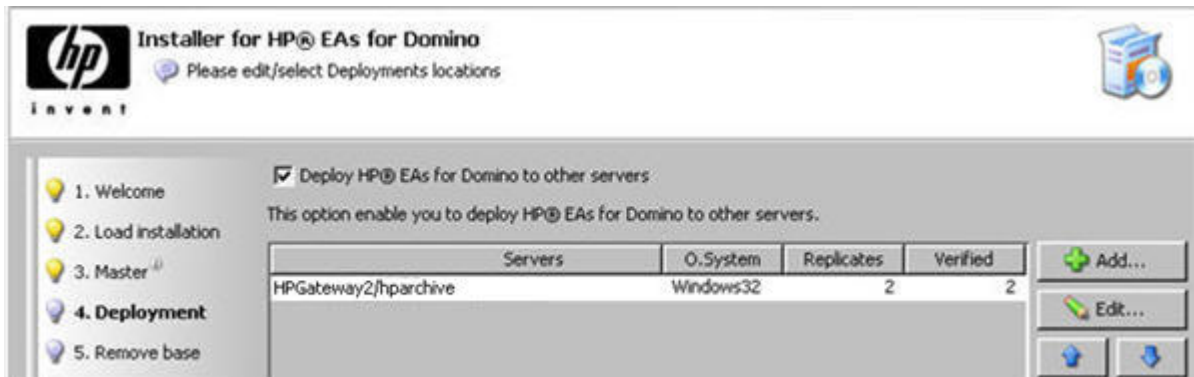 hp
invent
Installer for HP® EAs for Domino
Please edit/select Deployments locations
1. Welcome
2. Load installation
3. Master
4. Deployment
5. Remove base
Deploy HP® EAs for Domino to other servers
This option enable you to deploy HP® EAs for Domino to other servers.
Servers O.System Replicates Verified
HPGateway2/hparchive Windows32 2 2
Add...
Edit...